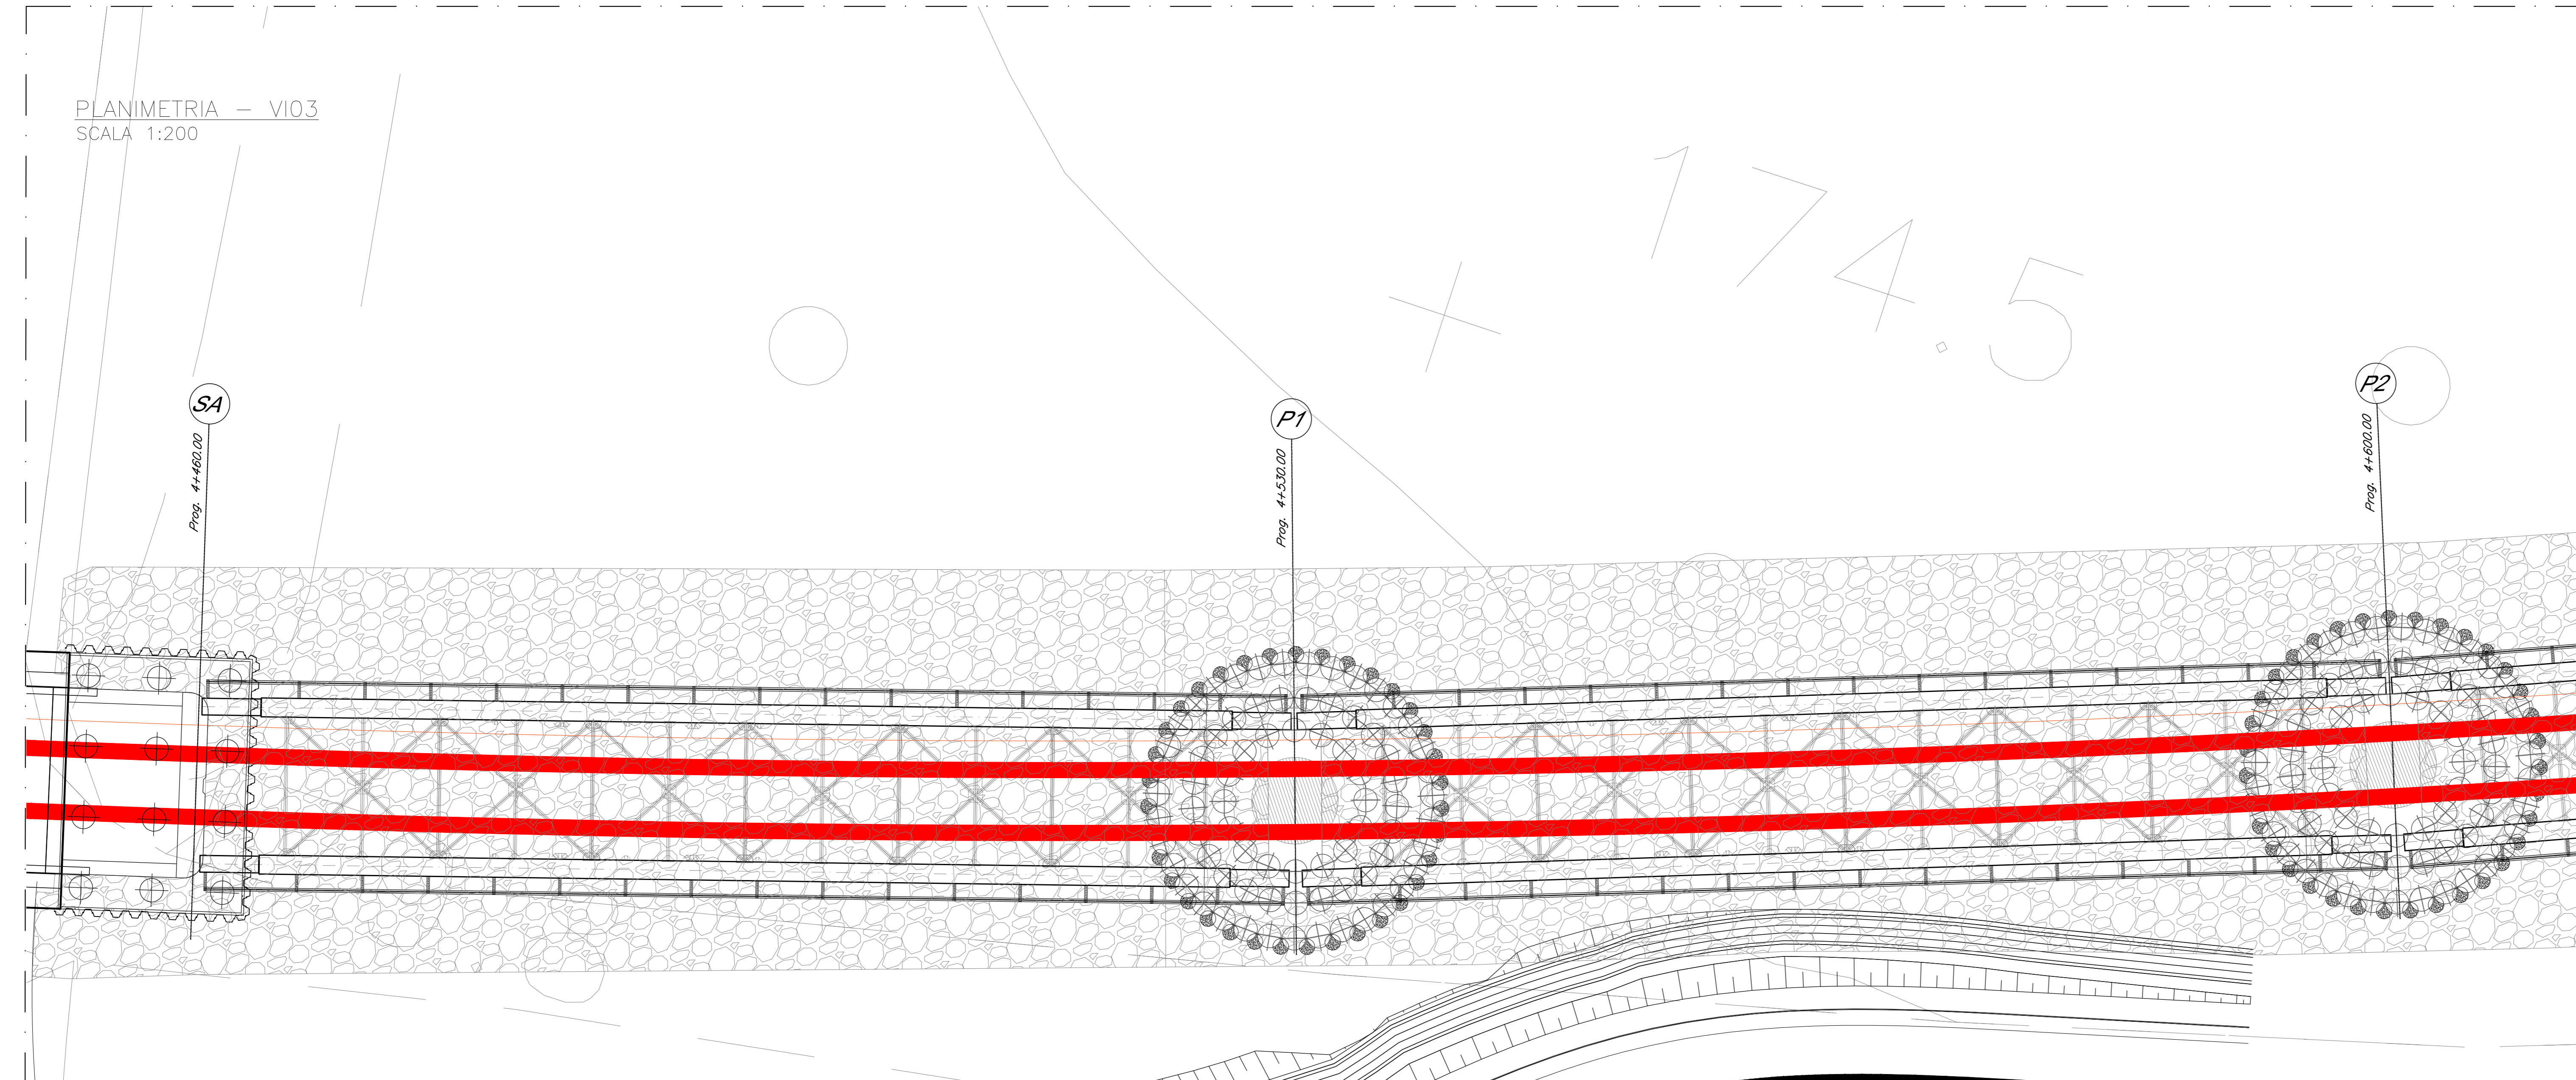 PLANIMETRIA – VI03
SCALA 1:200
174.5
SA
Prog. 4+460.00
P1
Prog. 4+530.00
P2
Prog. 4+600.00